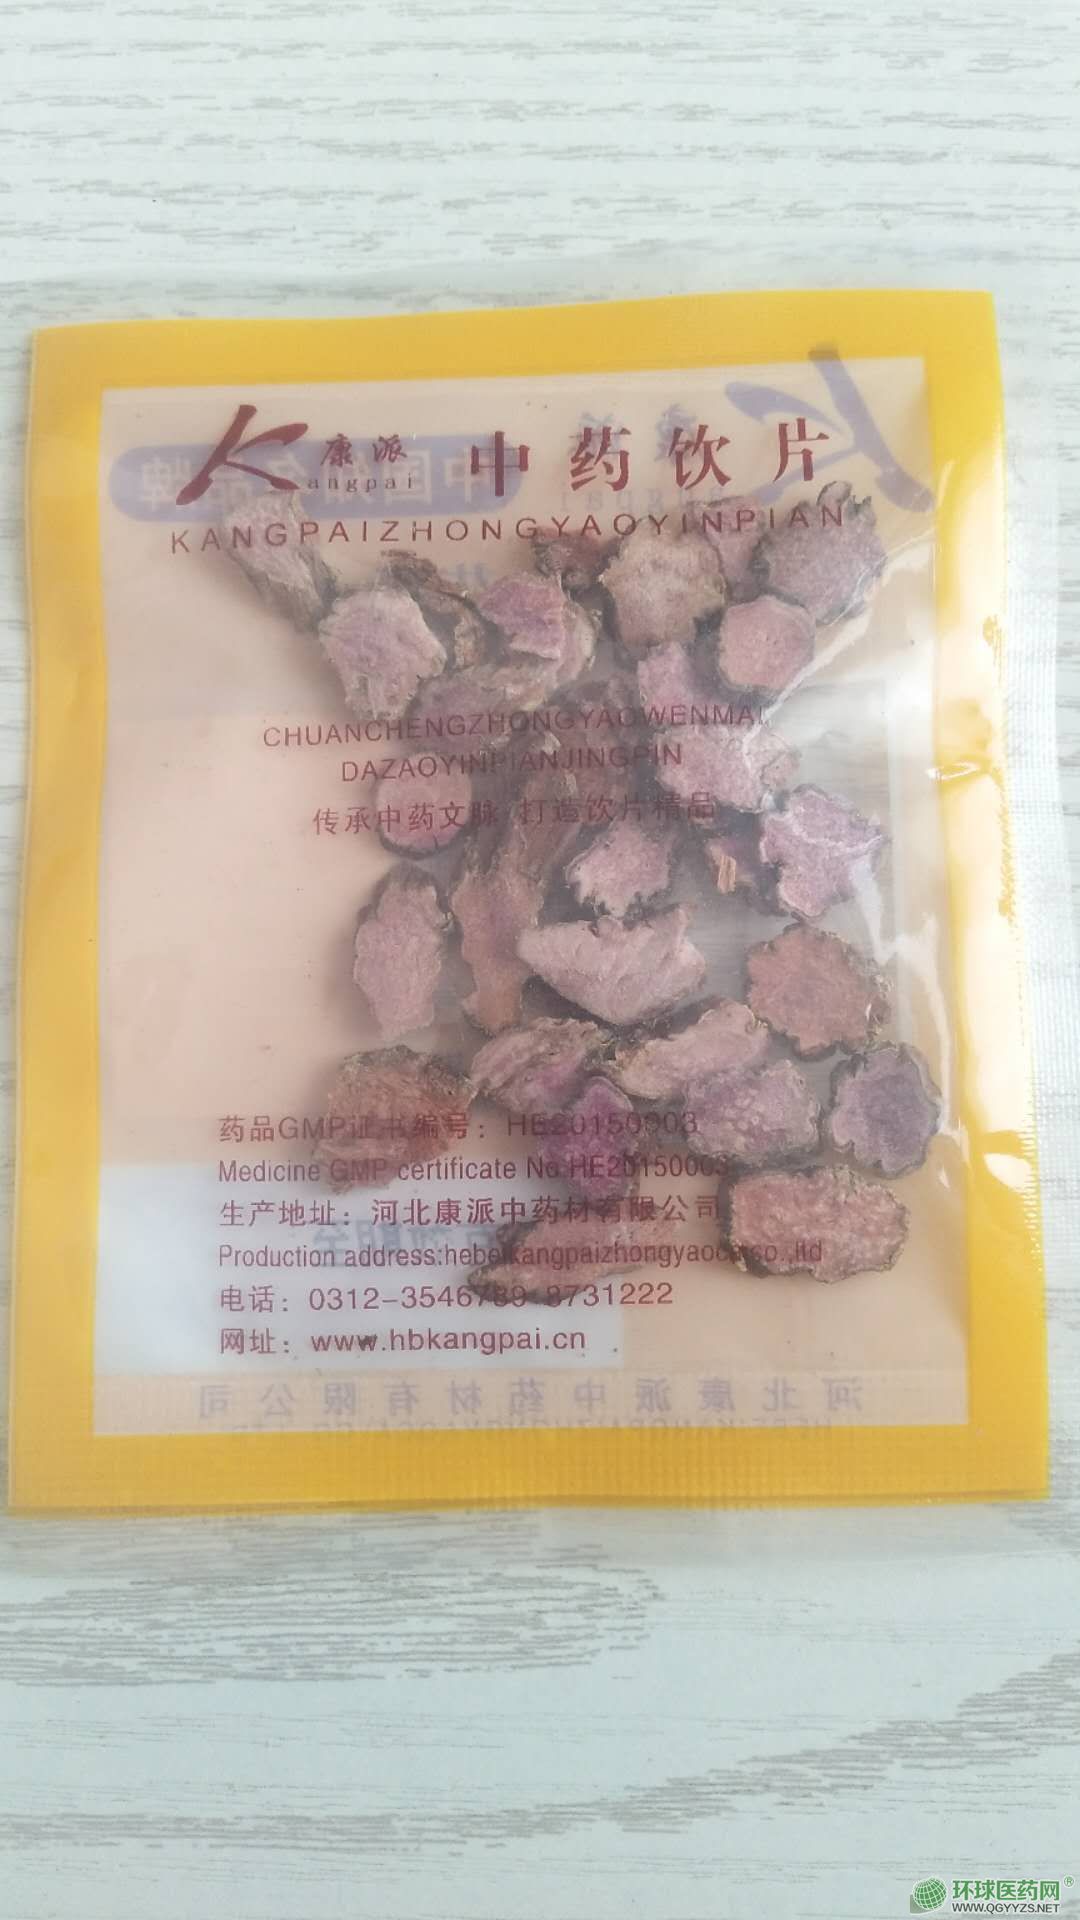 康派 中药饮片
angpai
KANGPAIZHONGYAOYINPIAN
CHUANCHENGZHONGYAOWENMAI
DAZAOYINPIANJINGPIN
传承中药文脉 打造饮片精品
药品GMP证书编号：HE20150003
Medicine GMP certificate No.HE20150003
生产地址：河北康派中药材有限公司
Production address:hebeikangpaizhongyaocai co.,ltd
电话：0312-3546789 8731222
网址：www.hbkangpai.cn
河北康派中药材有限公司
环球医药网®
WWW.QGYYZS.NET